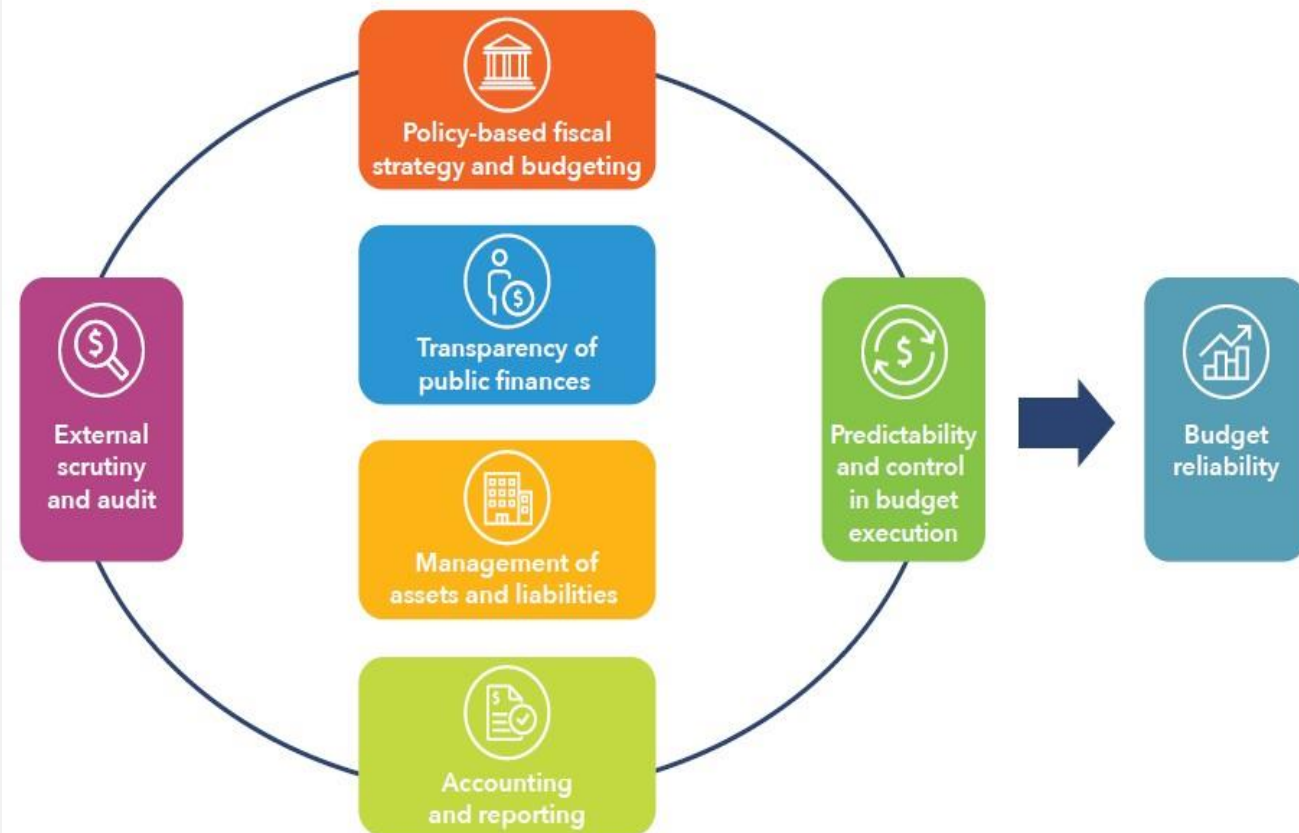 Policy-based fiscal
strategy and budgeting
Transparency of
public finances
Management of
assets and liabilities
Accounting
and reporting
External
scrutiny
and audit
Predictability
and control
in budget
execution
Budget
reliability
$
$
$
$